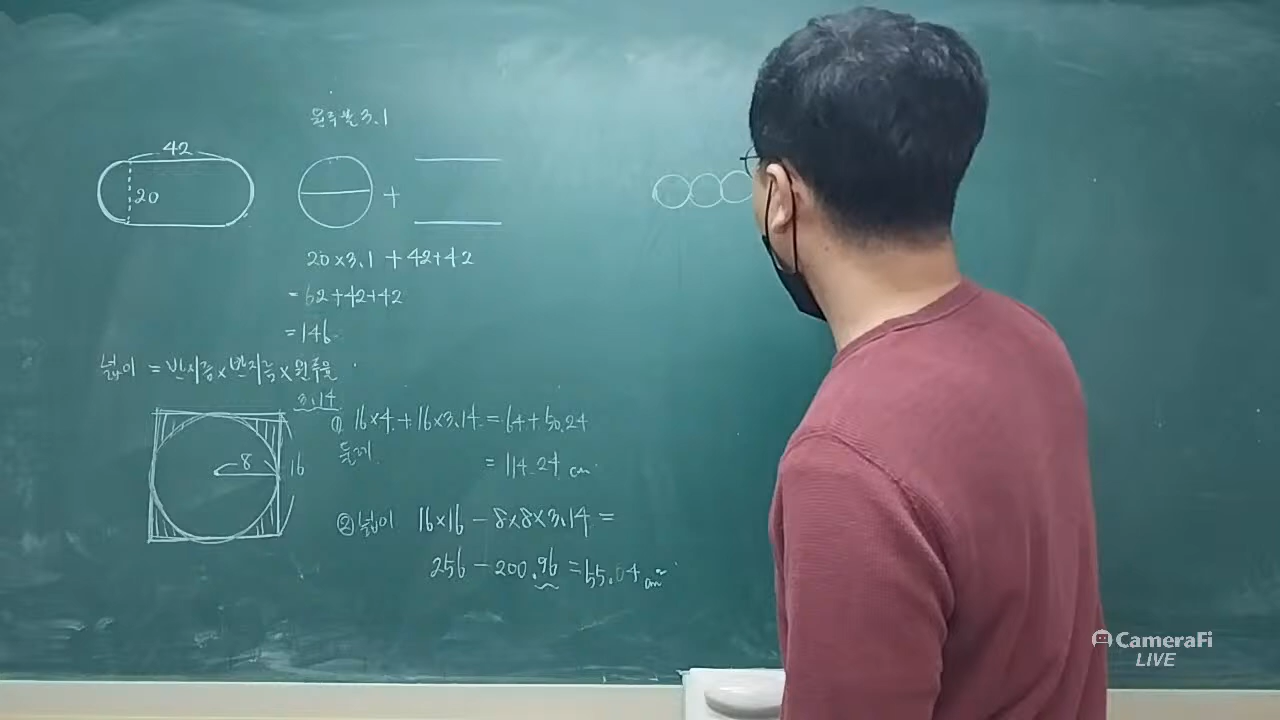 원주율 3.1
42
20
+
20×3.1+42+42
=62+42+42
=146
넓이 = 반지름×반지름×원주율
3.14
8
16
① 16×4+16×3.14=64+50.24
둘레
=114.24 cm
② 넓이 16×16-8×8×3.14=
256-200.96=55.04 cm²
CameraFi
LIVE